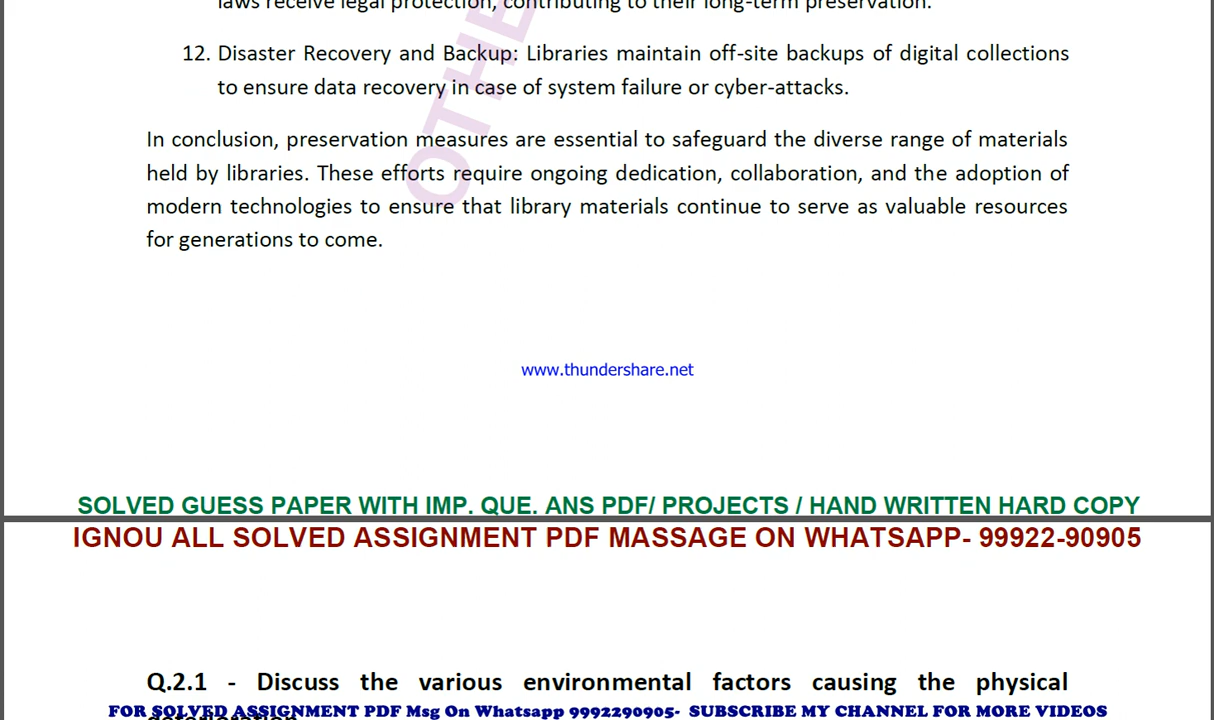 laws receive legal protection, contributing to their long-term preservation.
12. Disaster Recovery and Backup: Libraries maintain off-site backups of digital collections
to ensure data recovery in case of system failure or cyber-attacks.
In conclusion, preservation measures are essential to safeguard the diverse range of materials
held by libraries. These efforts require ongoing dedication, collaboration, and the adoption of
modern technologies to ensure that library materials continue to serve as valuable resources
for generations to come.
OTHE
www.thundershare.net
SOLVED GUESS PAPER WITH IMP. QUE. ANS PDF/ PROJECTS / HAND WRITTEN HARD COPY
IGNOU ALL SOLVED ASSIGNMENT PDF MASSAGE ON WHATSAPP- 99922-90905
Q.2.1 - Discuss the various environmental factors causing the physical
deterioration
FOR SOLVED ASSIGNMENT PDF Msg On Whatsapp 9992290905- SUBSCRIBE MY CHANNEL FOR MORE VIDEOS